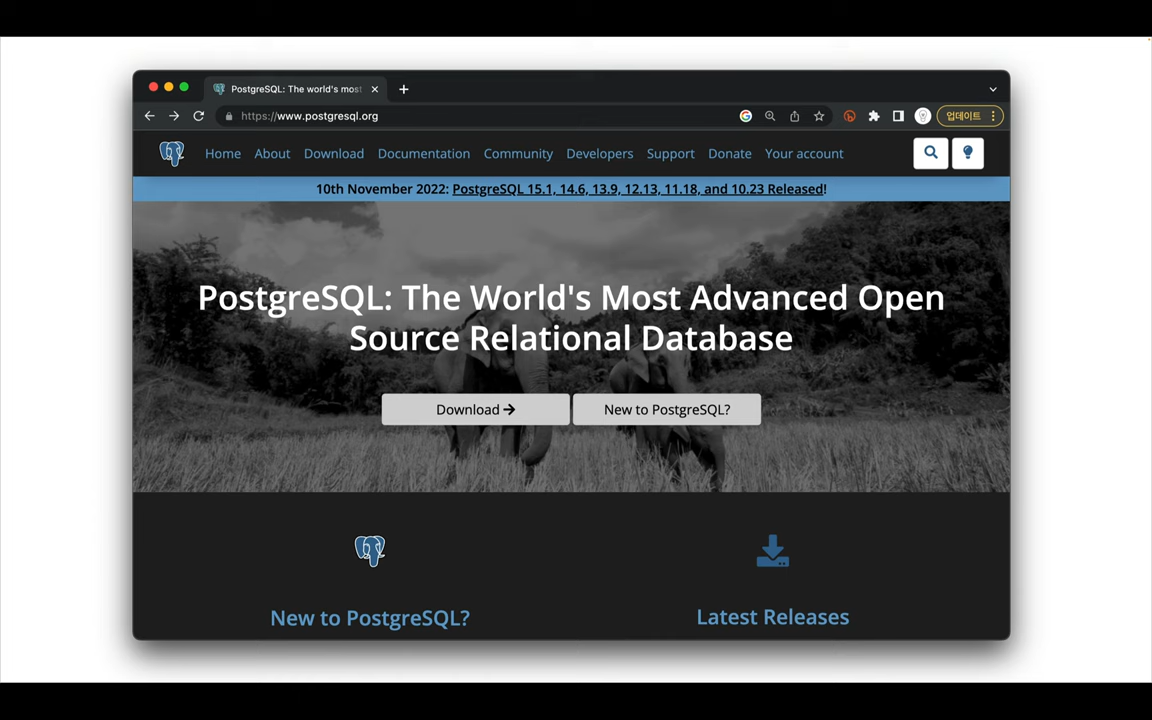 PostgreSQL: The world's most
https://www.postgresql.org
업데이트
Home About Download Documentation Community Developers Support Donate Your account
10th November 2022: PostgreSQL 15.1, 14.6, 13.9, 12.13, 11.18, and 10.23 Released!
PostgreSQL: The World's Most Advanced Open
Source Relational Database
Download
New to PostgreSQL?
New to PostgreSQL?
Latest Releases